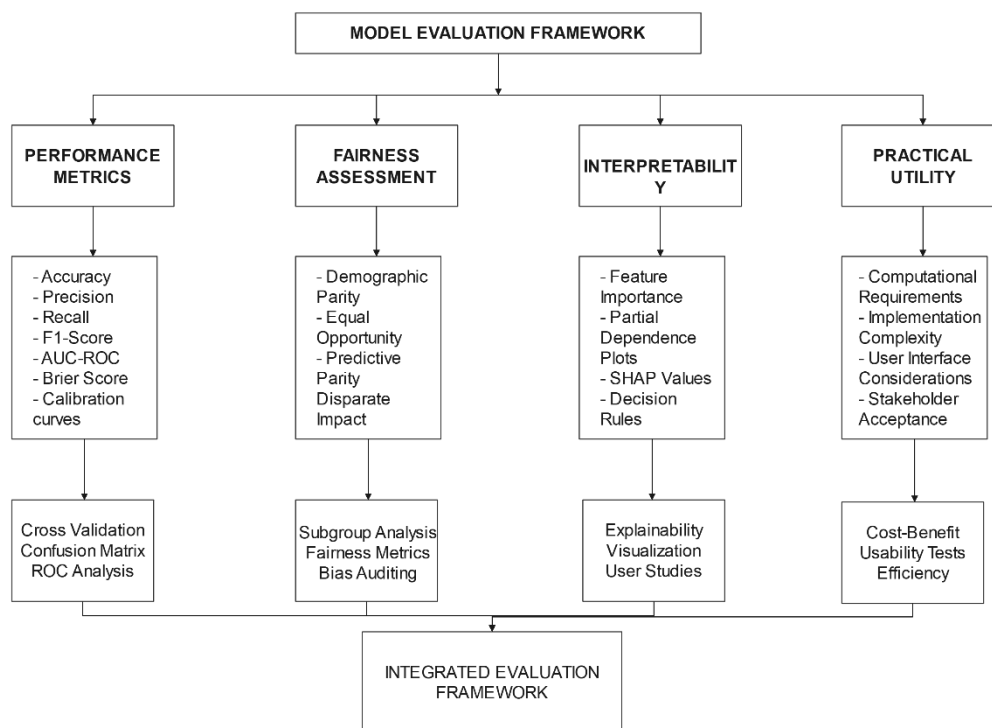 MODEL EVALUATION FRAMEWORK
PERFORMANCE
METRICS
FAIRNESS
ASSESSMENT
INTERPRETABILIT
Y
PRACTICAL
UTILITY
- Accuracy
- Precision
- Recall
- F1-Score
- AUC-ROC
- Brier Score
- Calibration
curves
- Demographic
Parity
- Equal
Opportunity
- Predictive
Parity
Disparate
Impact
- Feature
Importance
- Partial
Dependence
Plots
- SHAP Values
- Decision
Rules
- Computational
Requirements
- Implementation
Complexity
- User Interface
Considerations
- Stakeholder
Acceptance
Cross Validation
Confusion Matrix
ROC Analysis
Subgroup Analysis
Fairness Metrics
Bias Auditing
Explainability
Visualization
User Studies
Cost-Benefit
Usability Tests
Efficiency
INTEGRATED EVALUATION
FRAMEWORK